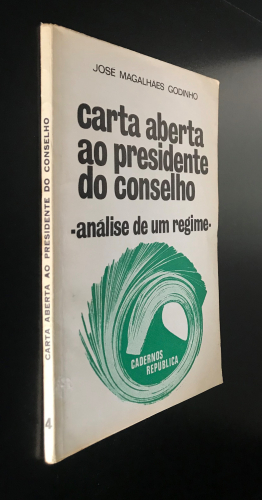 JOSE MAGALHAES GODINHO
carta aberta
ao presidente
do conselho
-análise de um regime-
CADERNOS
REPÚBLICA
CARTA ABERTA AO PRESIDENTE DO CONSELHO
4